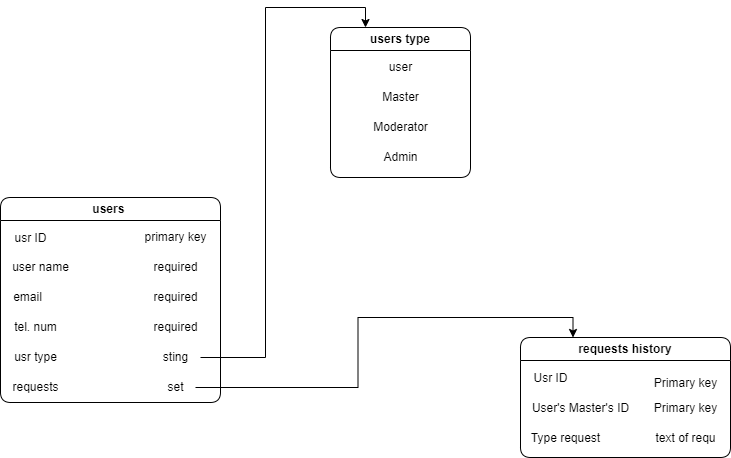 users type
user
Master
Moderator
Admin
users
usr ID primary key
user name required
email required
tel. num required
usr type sting
requests set
requests history
Usr ID Primary key
User's Master's ID Primary key
Type request text of requ